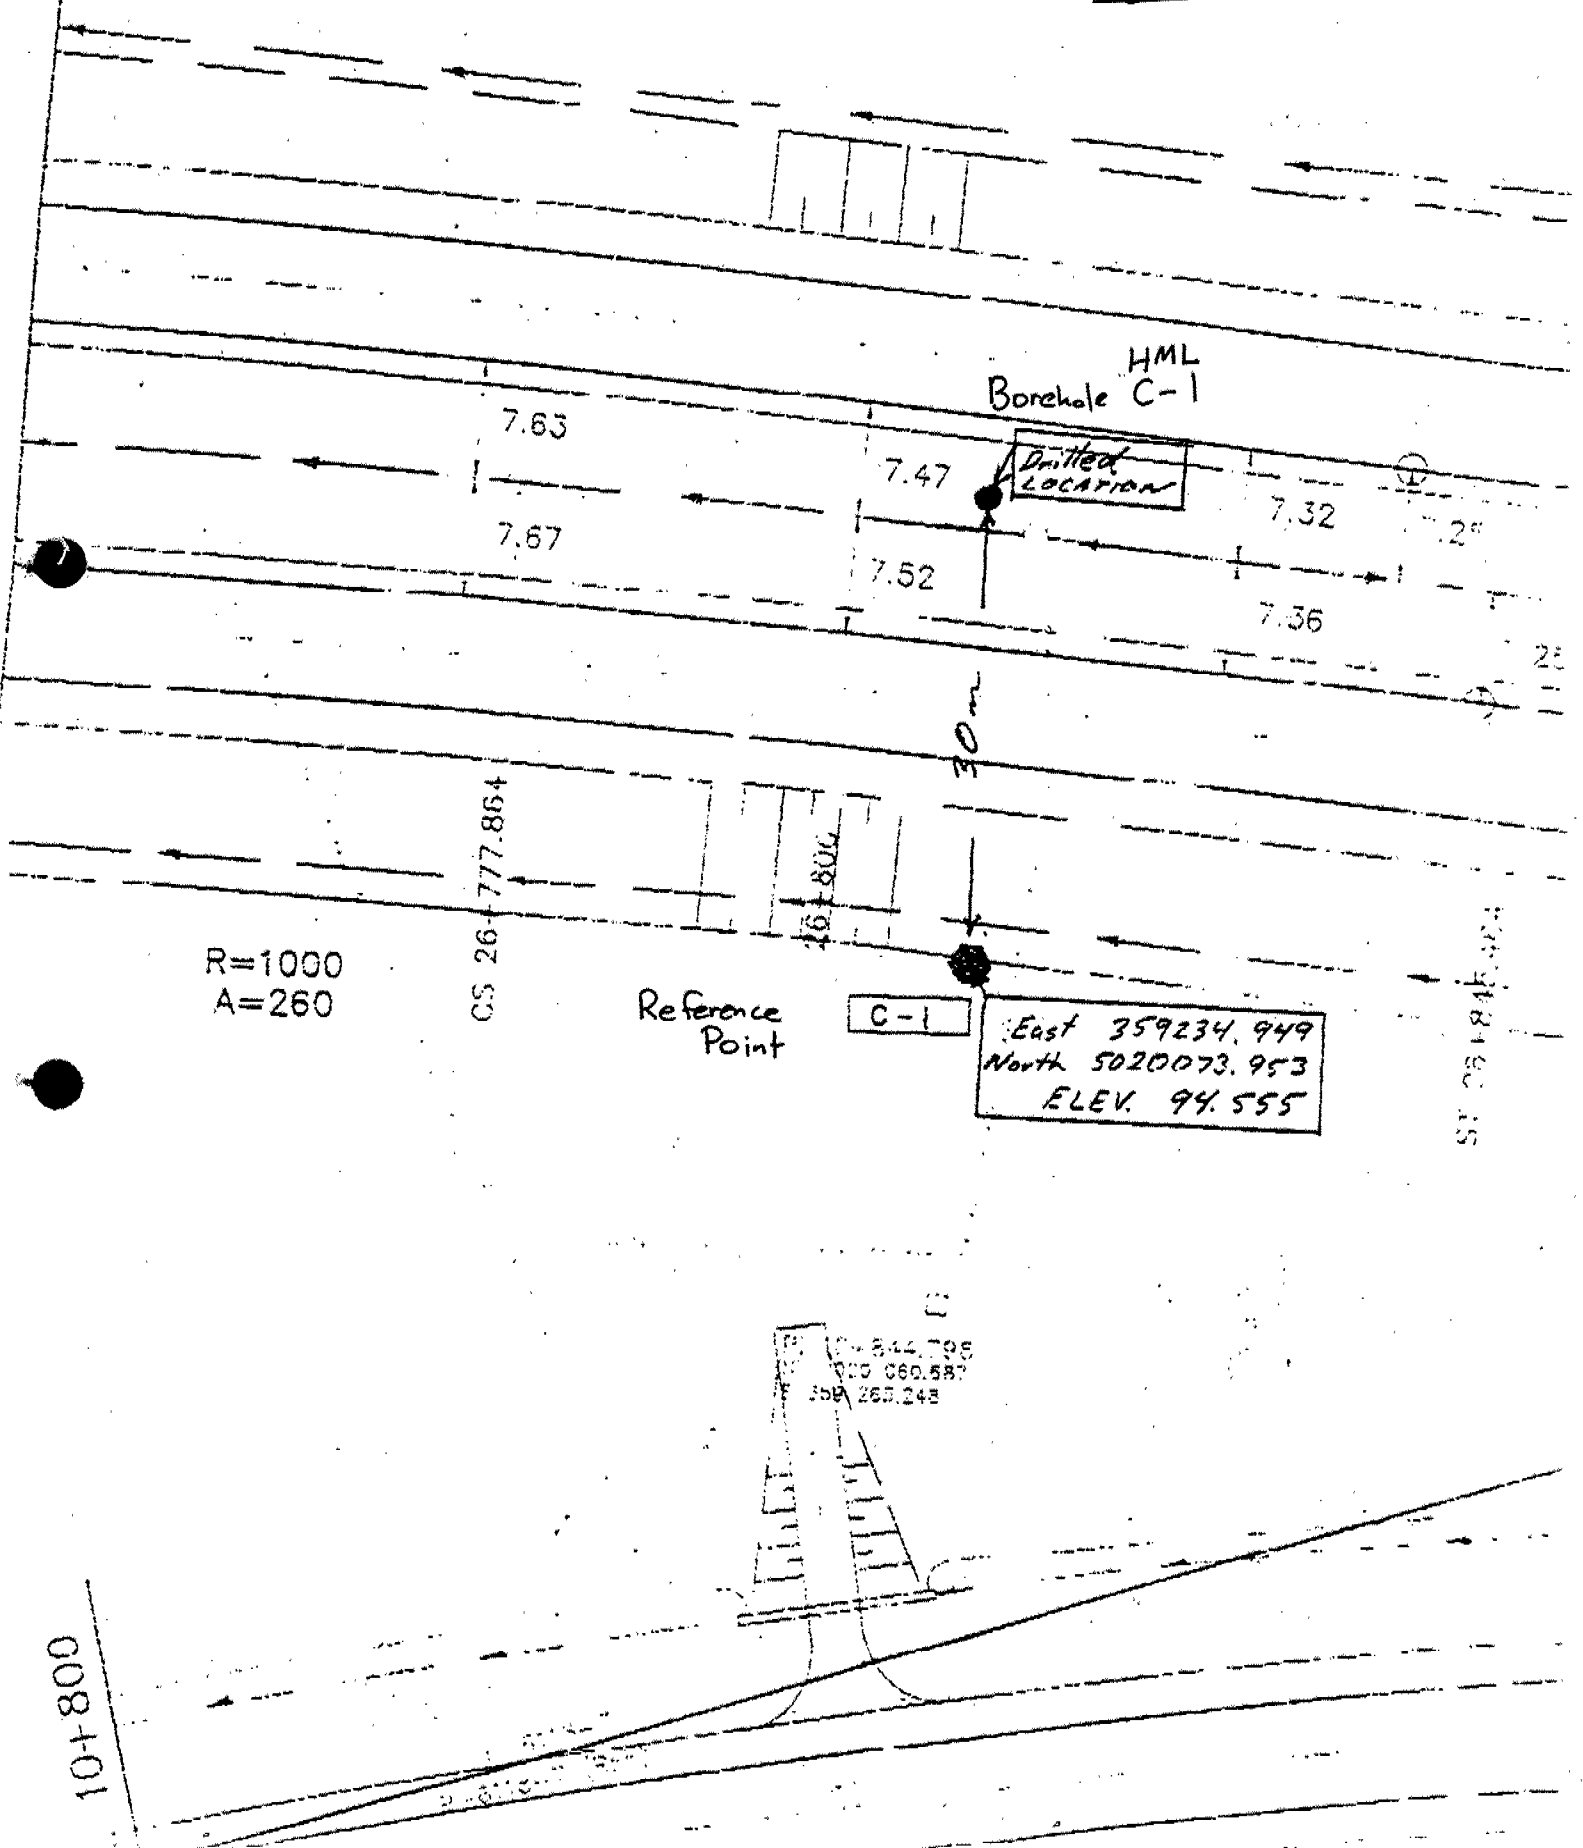 HML
Borehole C-1
Drilled
LOCATION
7.63
7.47
7.32
7.67
7.52
7.36
30m
CS 26+777.864
26+800
R=1000
A=260
Reference
Point
C-1
East 359234.949
North 5020073.953
ELEV. 94.555
10+800